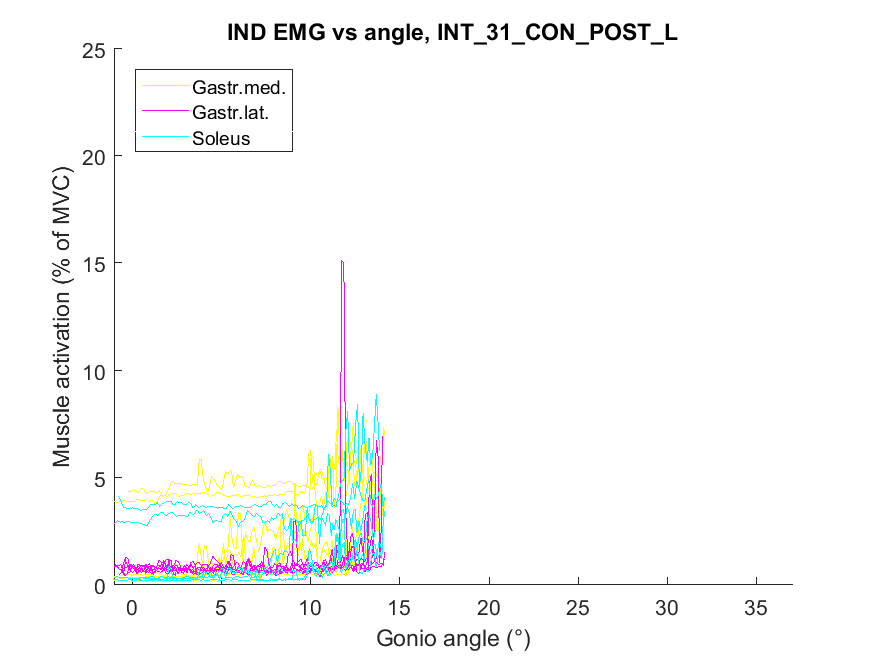 IND EMG vs angle, INT_31_CON_POST_L
25
20
15
10
5
0
Muscle activation (% of MVC)
Gastr.med.
Gastr.lat.
Soleus
0 5 10 15 20 25 30 35
Gonio angle (°)